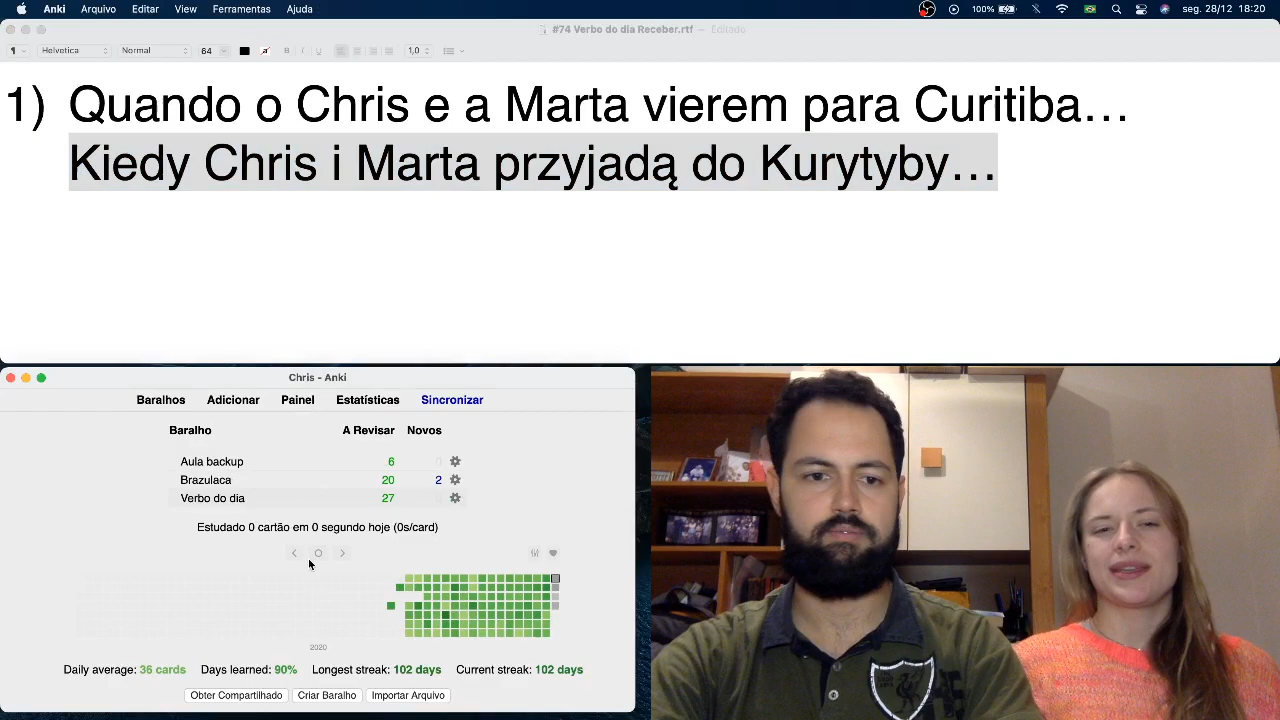 Anki Arquivo Editar View Ferramentas Ajuda 100% seg. 28/12 18:20
#74 Verbo do dia Receber.rtf — Editado
¶ Helvetica Normal 64 B I U 1,0
1) Quando o Chris e a Marta vierem para Curitiba…
Kiedy Chris i Marta przyjadą do Kurytyby…
Chris - Anki
Baralhos Adicionar Painel Estatísticas Sincronizar
Baralho A Revisar Novos
Aula backup 6 0
Brazulaca 20 2
Verbo do dia 27 0
Estudado 0 cartão em 0 segundo hoje (0s/card)
2020
Daily average: 36 cards Days learned: 90% Longest streak: 102 days Current streak: 102 days
Obter Compartilhado Criar Baralho Importar Arquivo